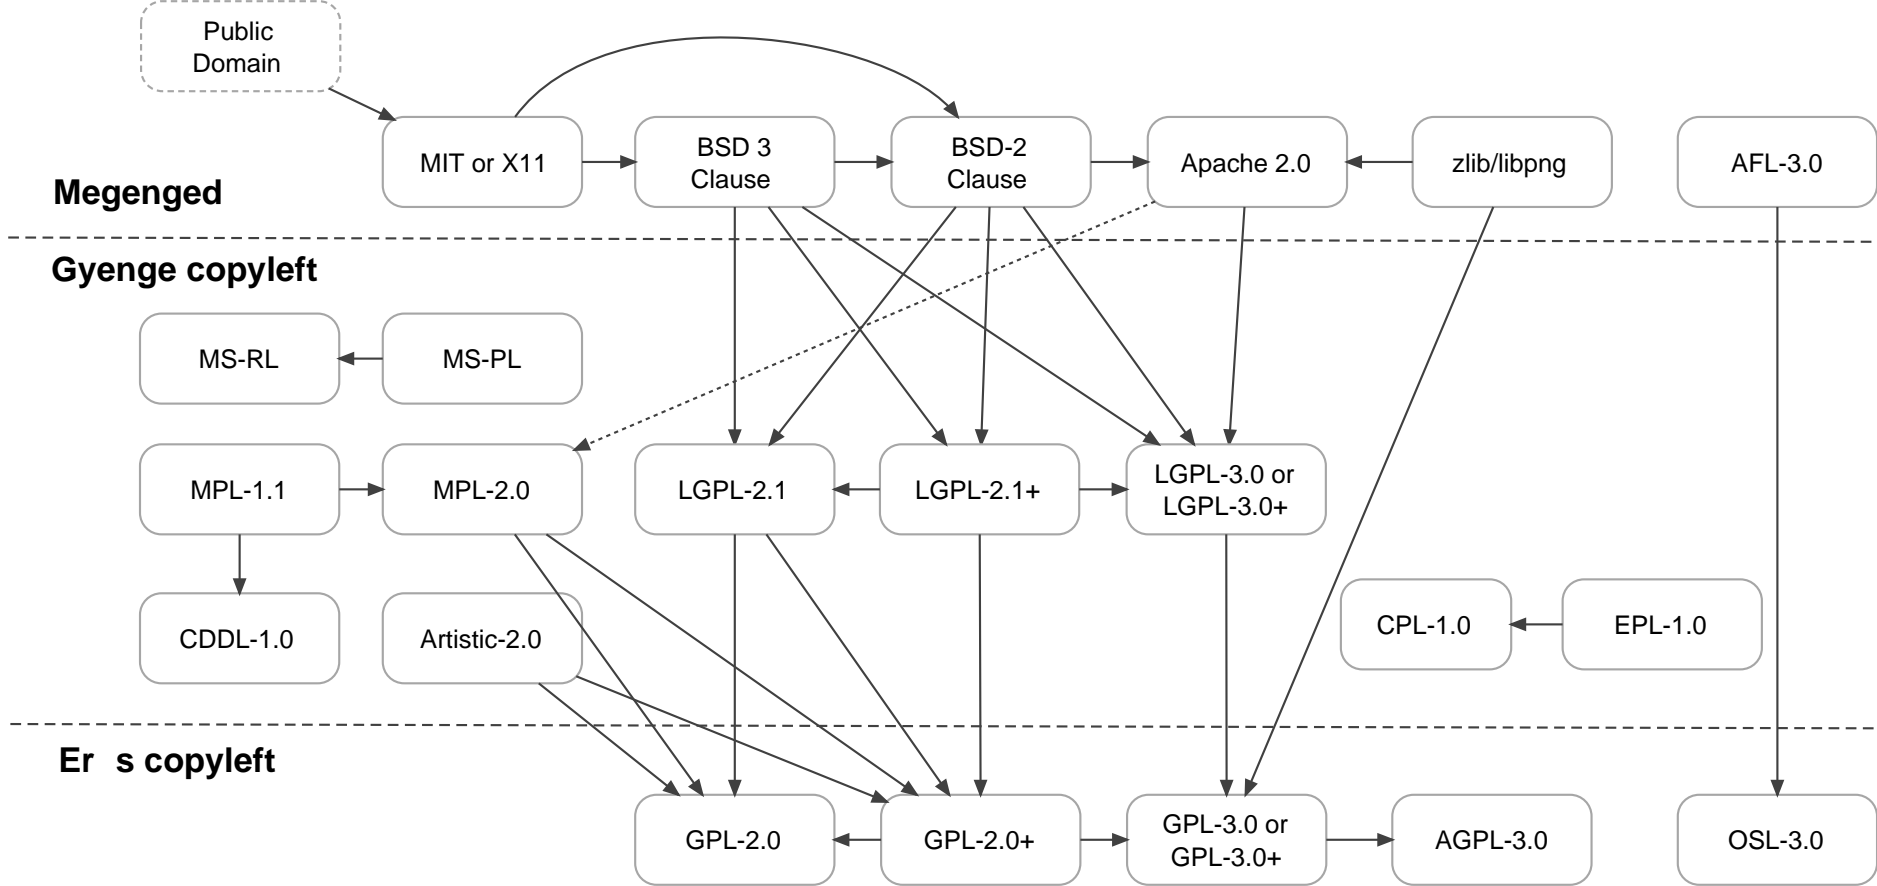 Public
Domain
MIT or X11
BSD 3
Clause
BSD-2
Clause
Apache 2.0
zlib/libpng
AFL-3.0
Megenged
Gyenge copyleft
MS-RL
MS-PL
MPL-1.1
MPL-2.0
LGPL-2.1
LGPL-2.1+
LGPL-3.0 or
LGPL-3.0+
CDDL-1.0
Artistic-2.0
CPL-1.0
EPL-1.0
Er s copyleft
GPL-2.0
GPL-2.0+
GPL-3.0 or
GPL-3.0+
AGPL-3.0
OSL-3.0